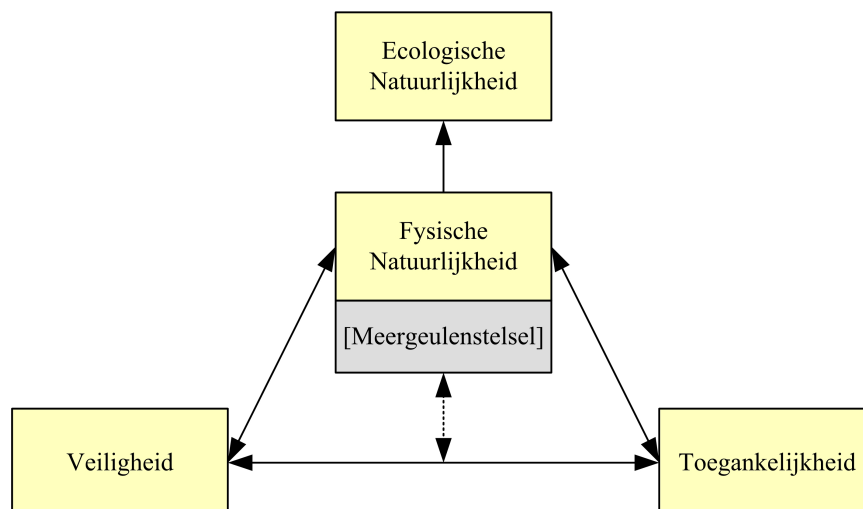 Ecologische
Natuurlijkheid
Fysische
Natuurlijkheid
[Meergeulenstelsel]
Veiligheid
Toegankelijkheid